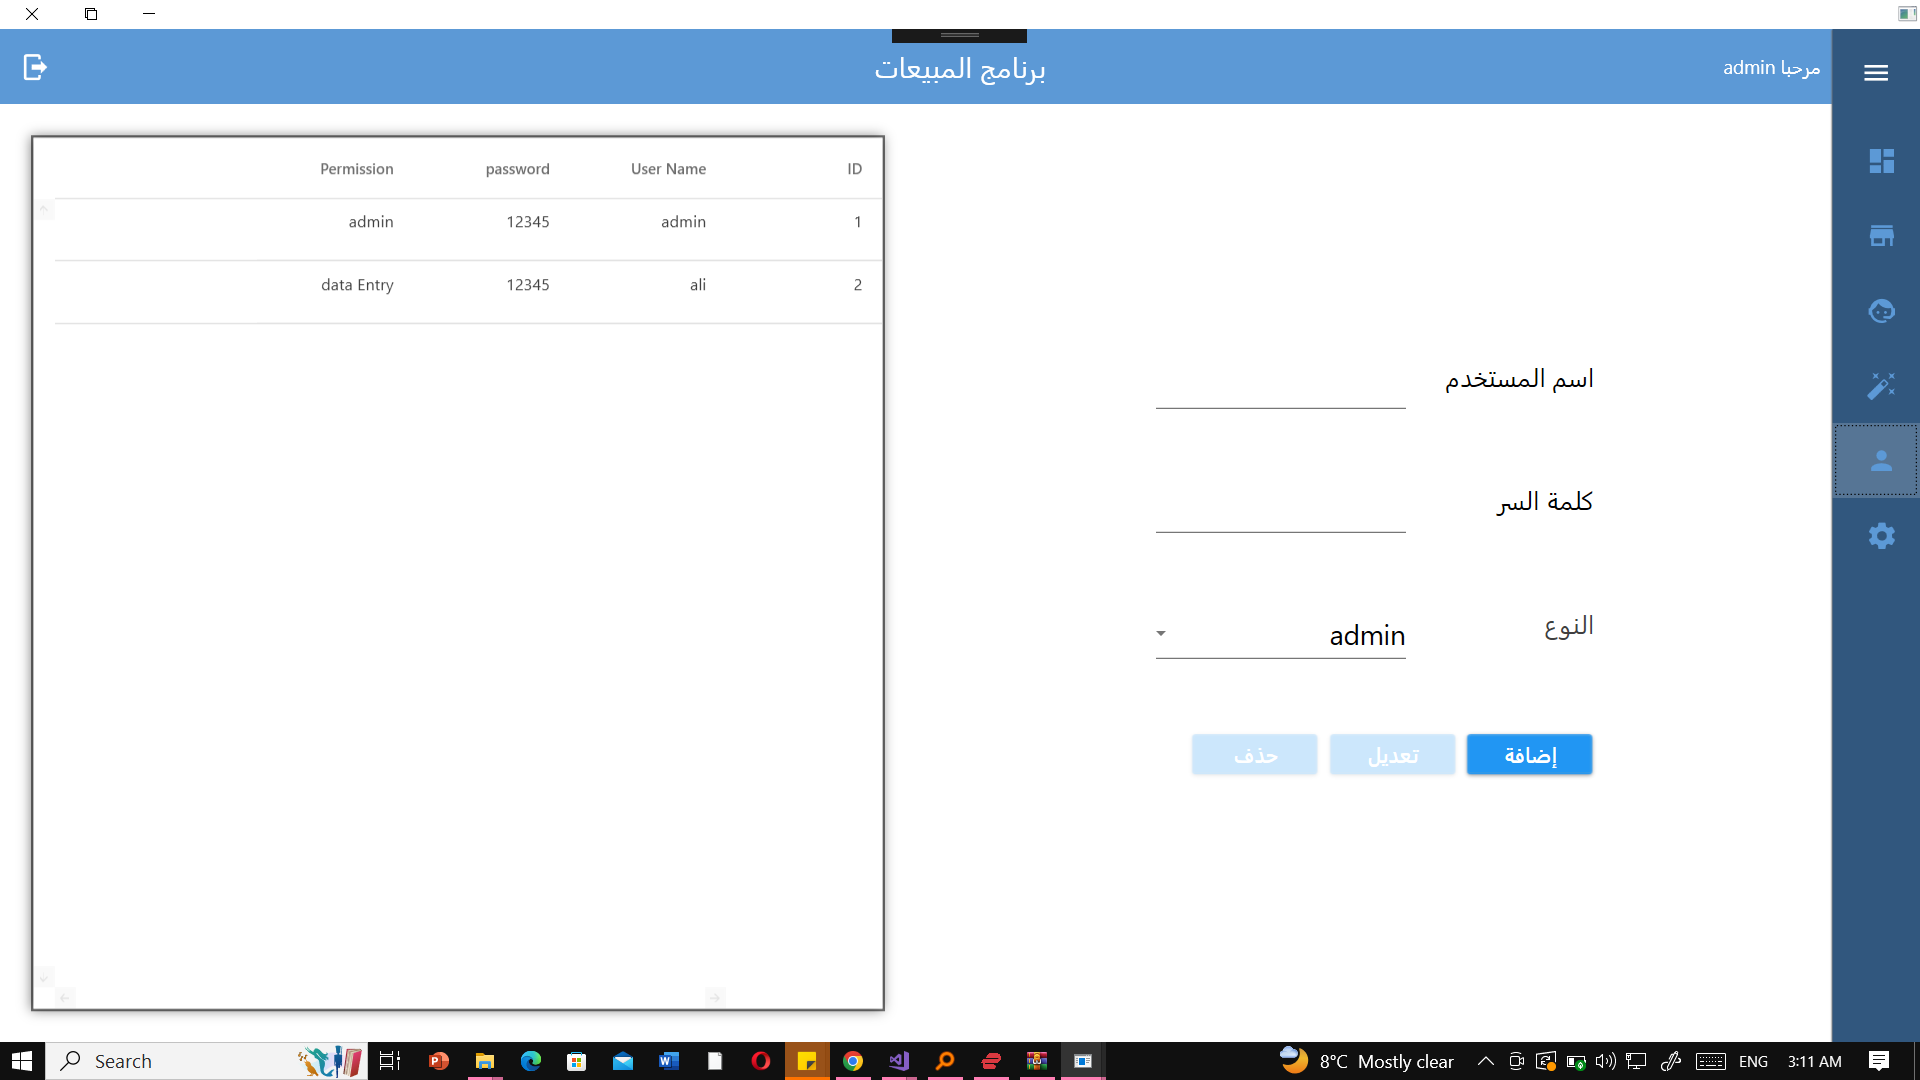 مرحبا admin
برنامج المبيعات
ID User Name password Permission
1 admin 12345 admin
2 ali 12345 data Entry
اسم المستخدم
كلمة السر
النوع
admin
إضافة تعديل حذف
Search
8°C Mostly clear
ENG
3:11 AM